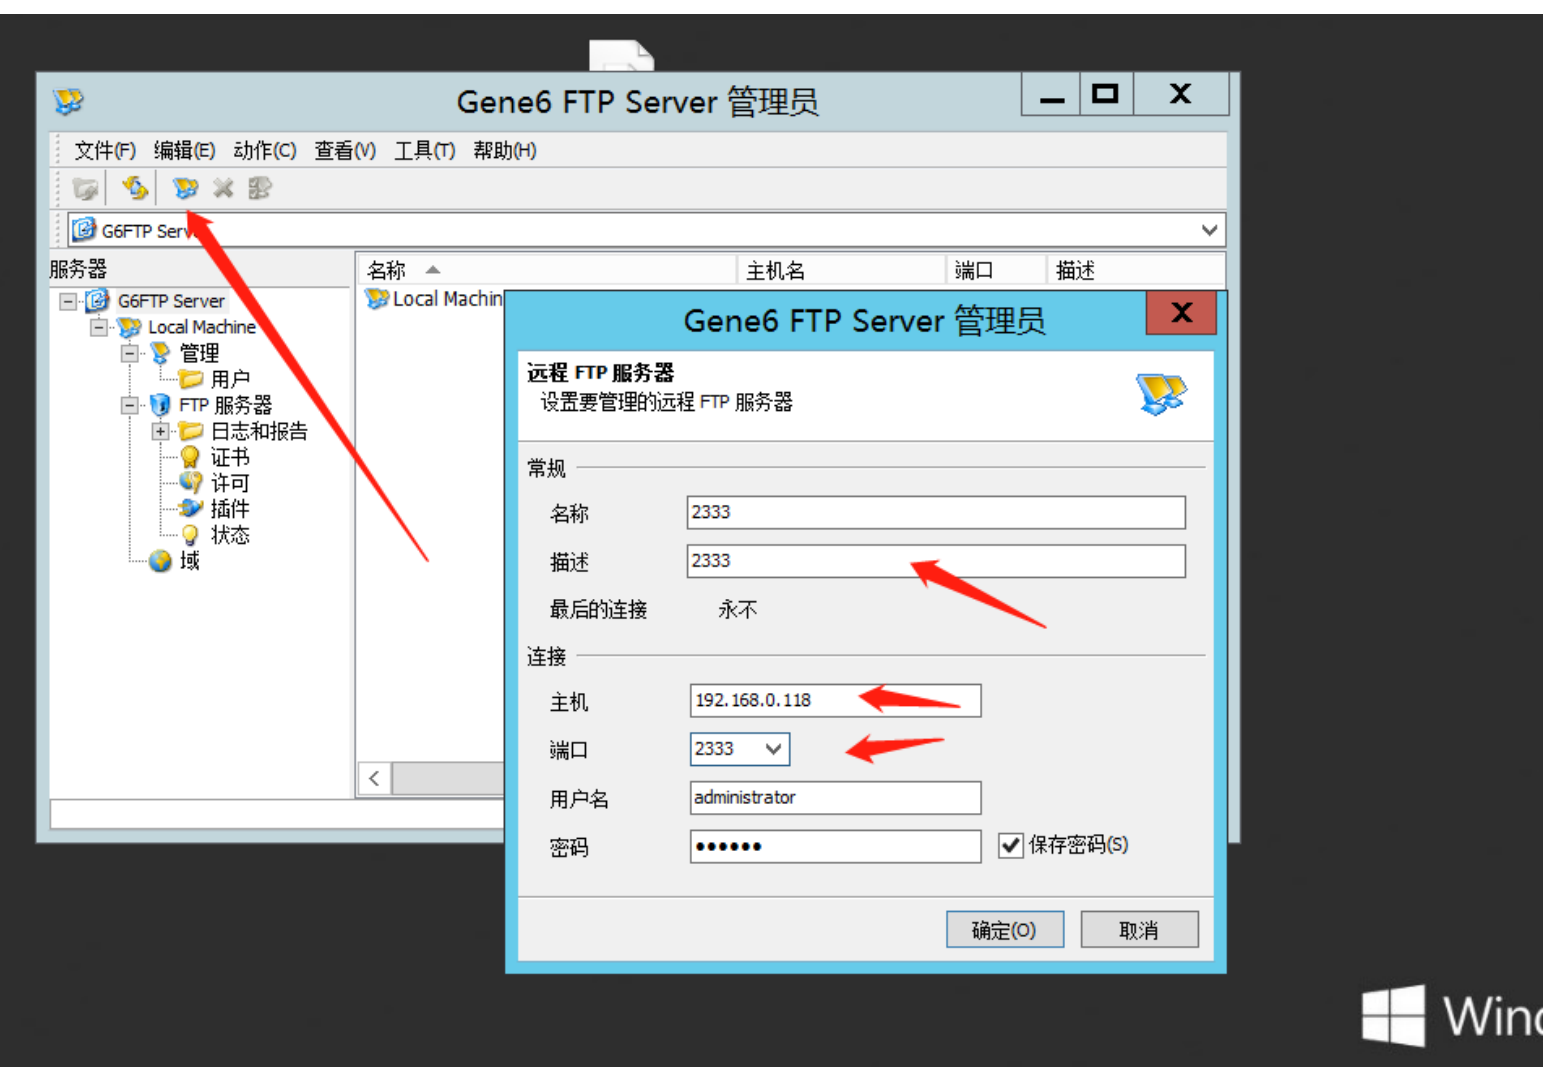 Gene6 FTP Server 管理员
文件(F) 编辑(E) 动作(C) 查看(V) 工具(T) 帮助(H)
G6FTP Serv
服务器
名称 主机名 端口 描述
G6FTP Server
Local Machine
管理
用户
FTP 服务器
日志和报告
证书
许可
插件
状态
域
Local Machin
Gene6 FTP Server 管理员
远程 FTP 服务器
设置要管理的远程 FTP 服务器
常规
名称 2333
描述 2333
最后的连接 永不
连接
主机 192.168.0.118
端口 2333
用户名 administrator
密码 ●●●●●● 保存密码(S)
确定(O) 取消
Wind